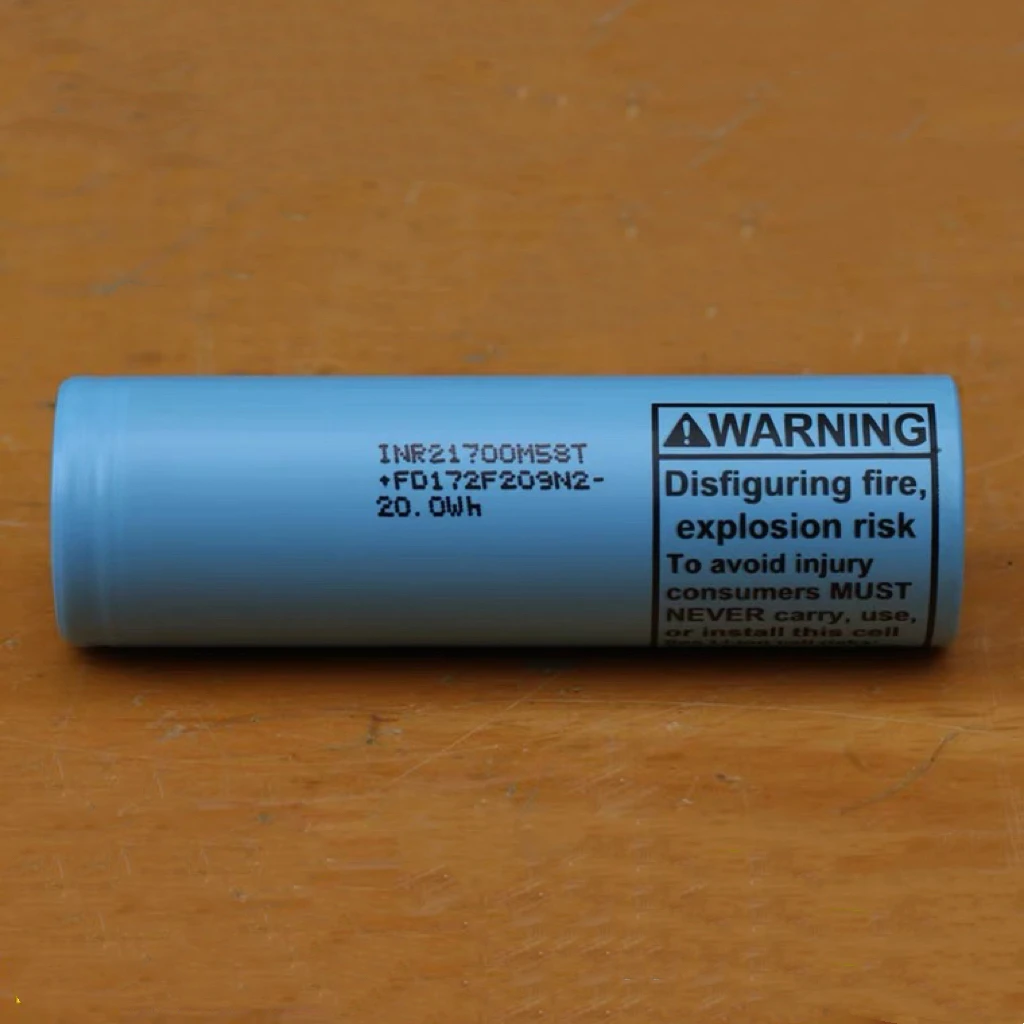 INR21700M58T
+FD172F209N2-
20.0Wh
WARNING
Disfiguring fire,
explosion risk
To avoid injury
consumers MUST
NEVER carry, use,
or install this cell